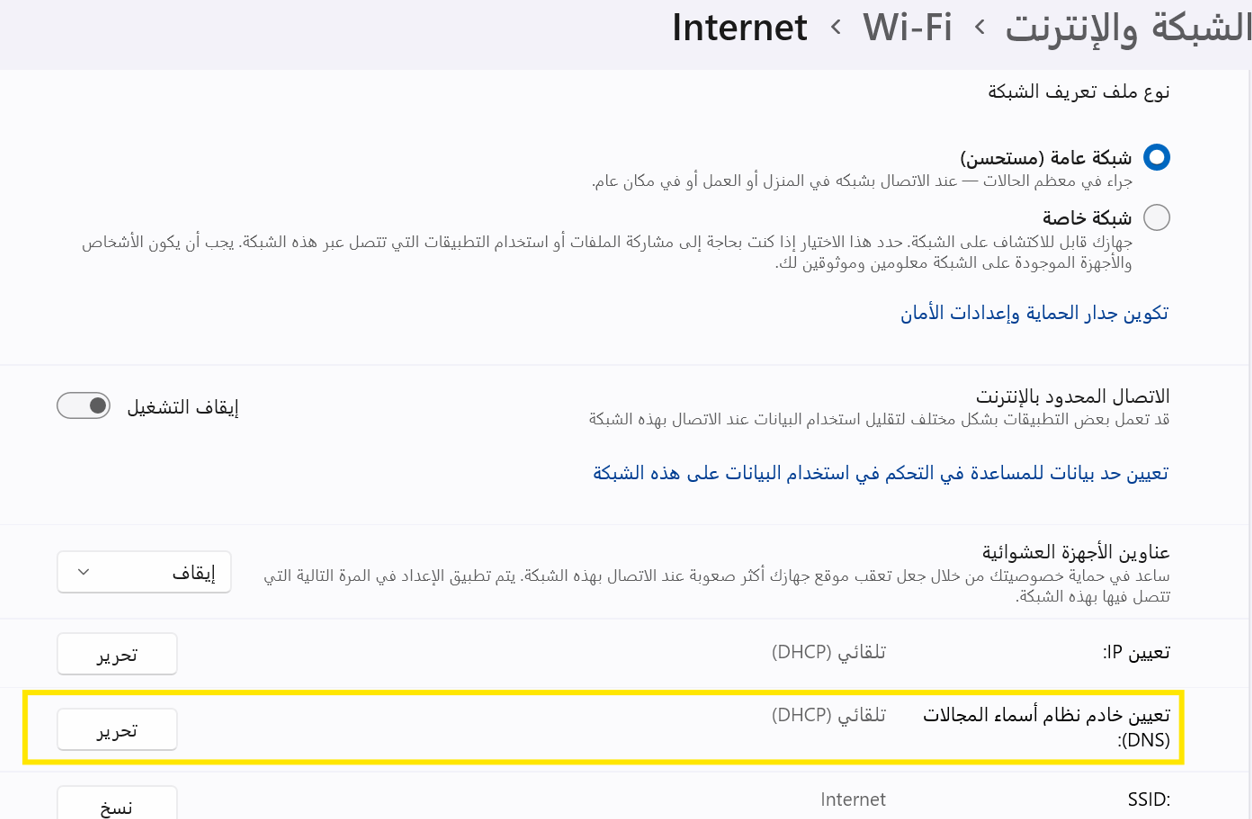 الشبكة والإنترنت › Wi-Fi › Internet
نوع ملف تعريف الشبكة
شبكة عامة (مستحسن)
جراء في معظم الحالات — عند الاتصال بشبكه في المنزل أو العمل أو في مكان عام.
شبكة خاصة
جهازك قابل للاكتشاف على الشبكة. حدد هذا الاختيار إذا كنت بحاجة إلى مشاركة الملفات أو استخدام التطبيقات التي تتصل عبر هذه الشبكة. يجب أن يكون الأشخاص
والأجهزة الموجودة على الشبكة معلومين وموثوقين لك.
تكوين جدار الحماية وإعدادات الأمان
الاتصال المحدود بالإنترنت
إيقاف التشغيل
قد تعمل بعض التطبيقات بشكل مختلف لتقليل استخدام البيانات عند الاتصال بهذه الشبكة
تعيين حد بيانات للمساعدة في التحكم في استخدام البيانات على هذه الشبكة
عناوين الأجهزة العشوائية
إيقاف
ساعد في حماية خصوصيتك من خلال جعل تعقب موقع جهازك أكثر صعوبة عند الاتصال بهذه الشبكة. يتم تطبيق الإعداد في المرة التالية التي
تتصل فيها بهذه الشبكة.
تعيين IP: تلقائي (DHCP) تحرير
تعيين خادم نظام أسماء المجالات تلقائي (DHCP) تحرير
(DNS):
SSID: Internet نسخ